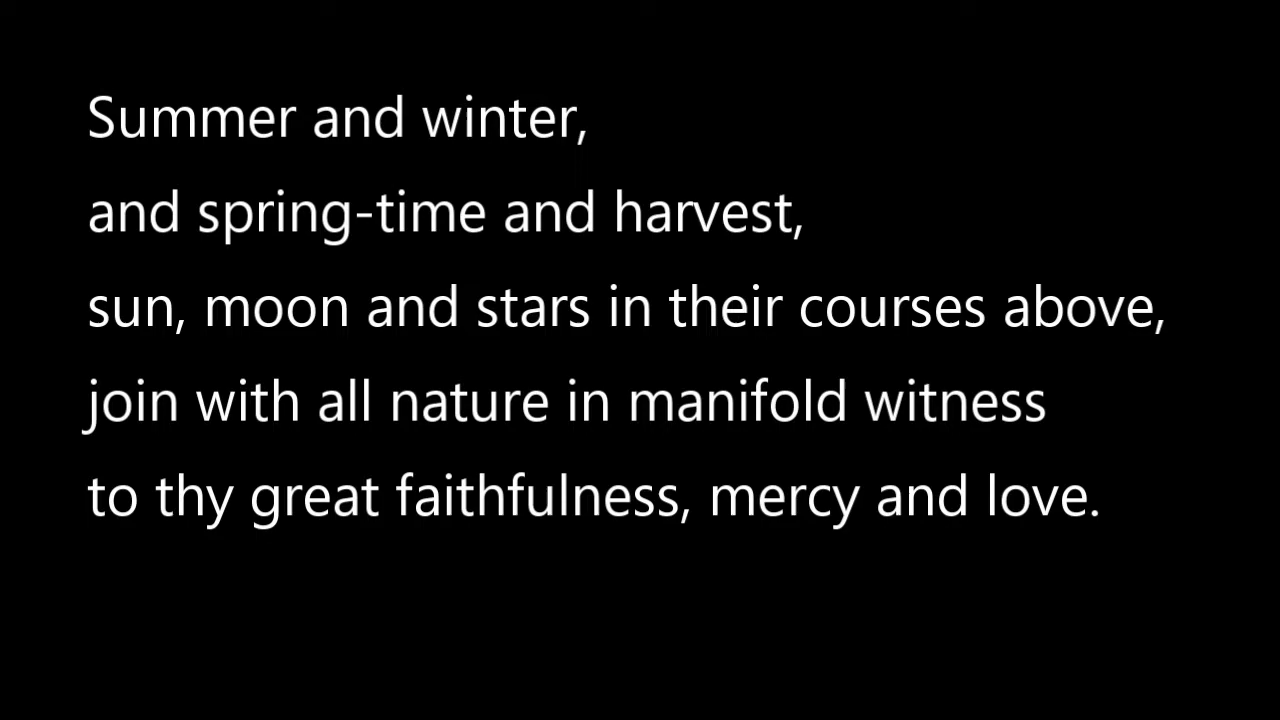 Summer and winter,
and spring-time and harvest,
sun, moon and stars in their courses above,
join with all nature in manifold witness
to thy great faithfulness, mercy and love.